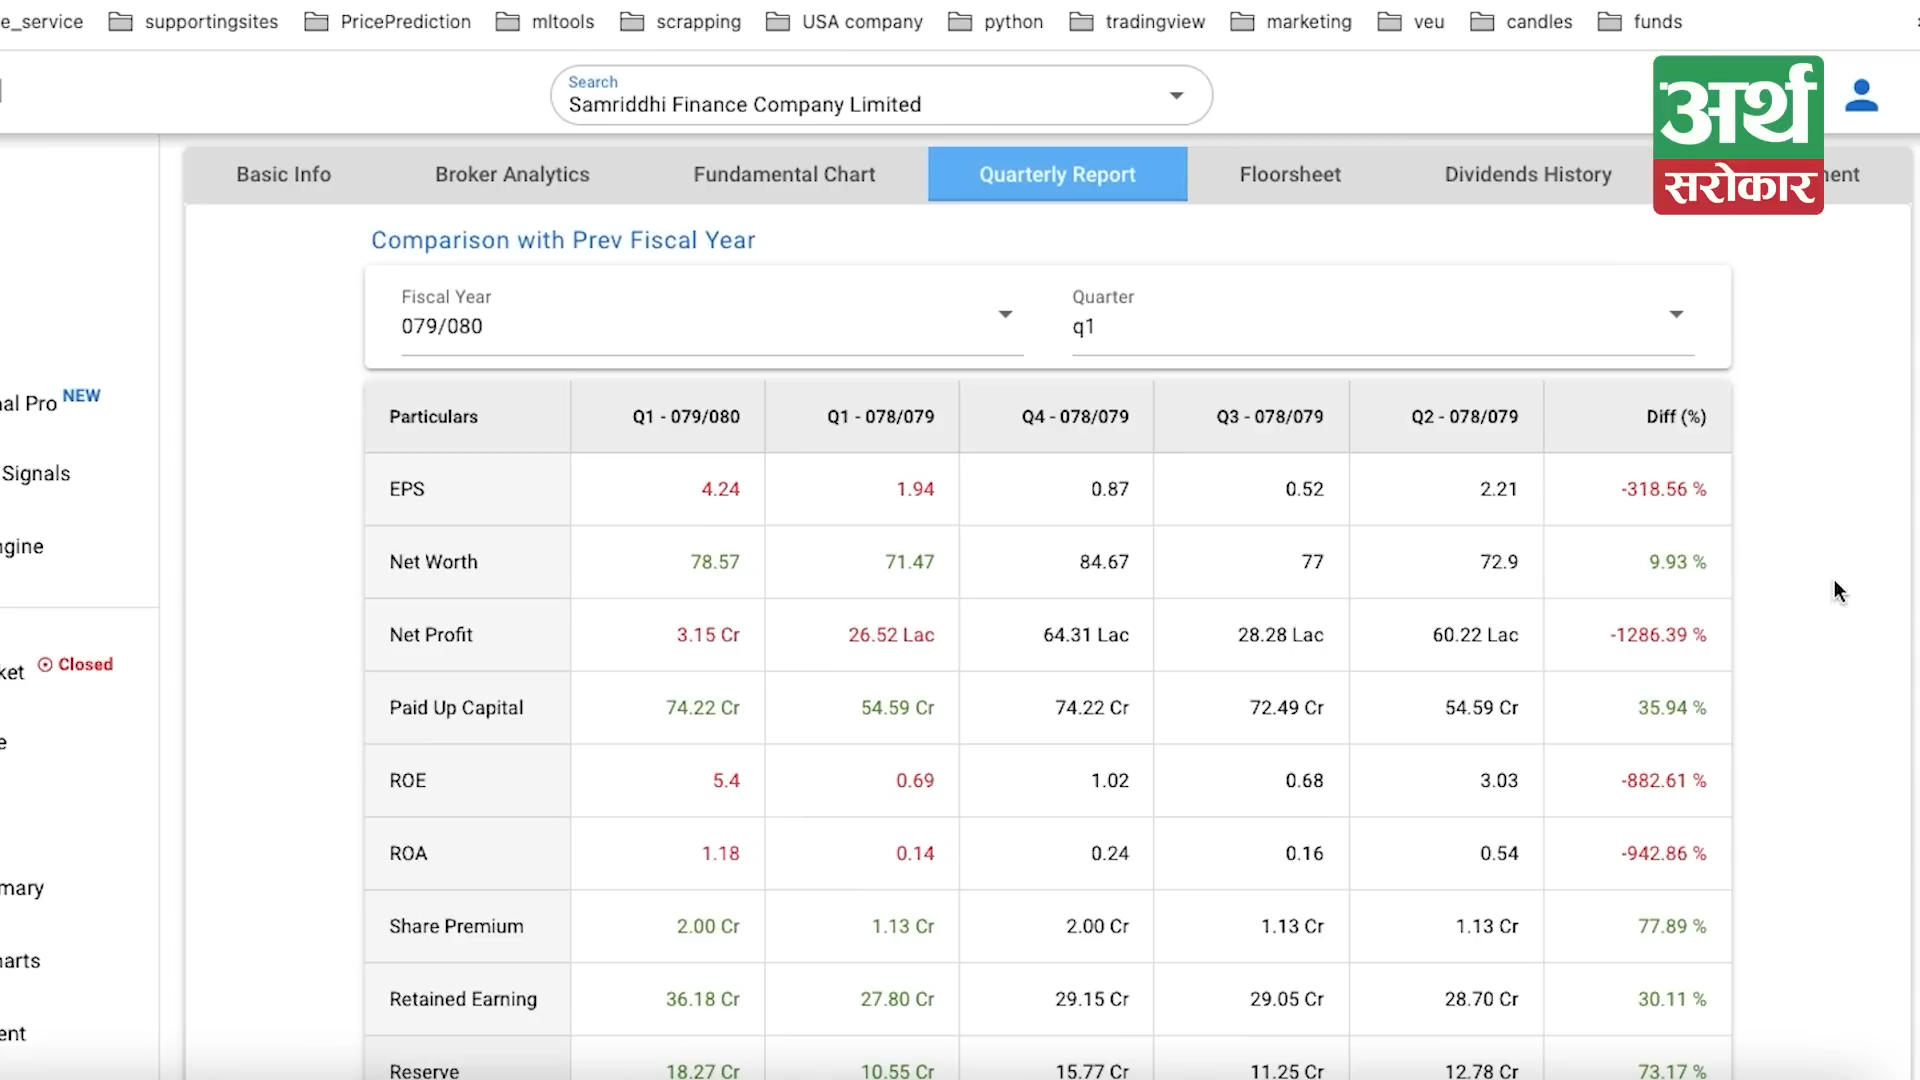 supportingsites PricePrediction mltools scrapping USA company python tradingview marketing veu candles funds
Search
Samriddhi Finance Company Limited
अर्थ
सरोकार
Basic Info Broker Analytics Fundamental Chart Quarterly Report Floorsheet Dividends History
Comparison with Prev Fiscal Year
Fiscal Year Quarter
079/080 q1
Pro NEW
Signals
Closed
Particulars Q1 - 079/080 Q1 - 078/079 Q4 - 078/079 Q3 - 078/079 Q2 - 078/079 Diff (%)
EPS 4.24 1.94 0.87 0.52 2.21 -318.56 %
Net Worth 78.57 71.47 84.67 77 72.9 9.93 %
Net Profit 3.15 Cr 26.52 Lac 64.31 Lac 28.28 Lac 60.22 Lac -1286.39 %
Paid Up Capital 74.22 Cr 54.59 Cr 74.22 Cr 72.49 Cr 54.59 Cr 35.94 %
ROE 5.4 0.69 1.02 0.68 3.03 -882.61 %
ROA 1.18 0.14 0.24 0.16 0.54 -942.86 %
Share Premium 2.00 Cr 1.13 Cr 2.00 Cr 1.13 Cr 1.13 Cr 77.89 %
Retained Earning 36.18 Cr 27.80 Cr 29.15 Cr 29.05 Cr 28.70 Cr 30.11 %
Reserve 18.27 Cr 10.55 Cr 15.77 Cr 11.25 Cr 12.78 Cr 73.17 %